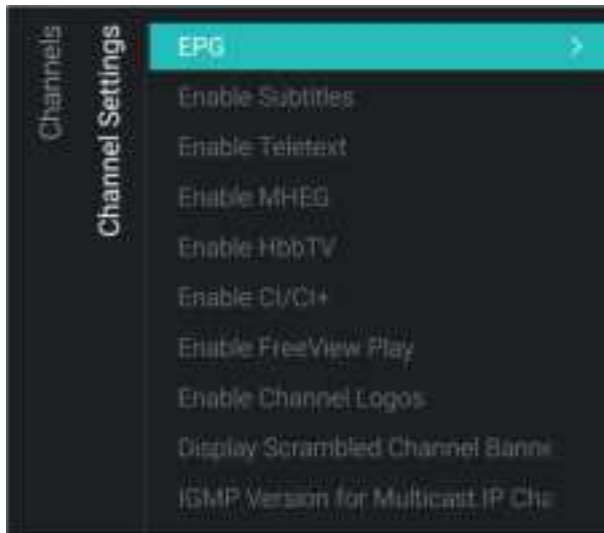 Channels
Channel Settings
EPG
Enable Subtitles
Enable Teletext
Enable MHEG
Enable HbbTV
Enable CI/CI+
Enable FreeView Play
Enable Channel Logos
Display Scrambled Channel
IGMP Version for Multicast IP